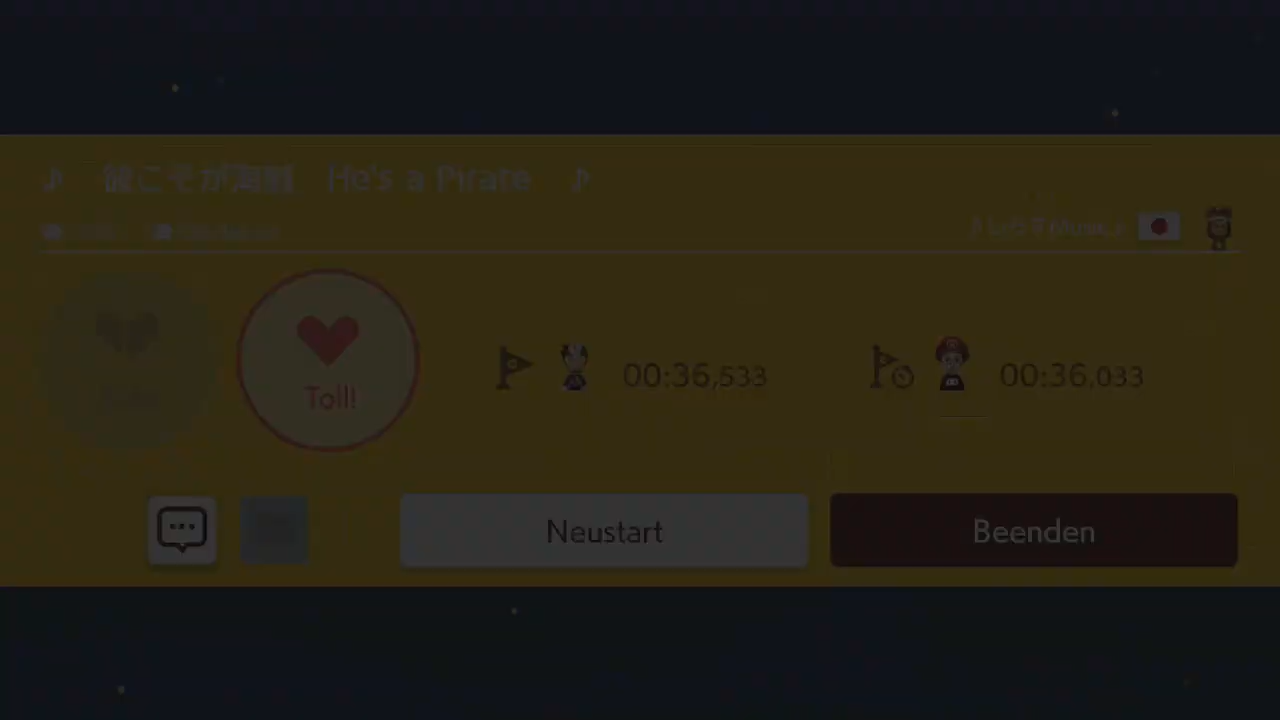 ♪ 彼こそが海賊 He's a Pirate ♪
Toll!
00:36,533
00:36,033
Neustart
Beenden